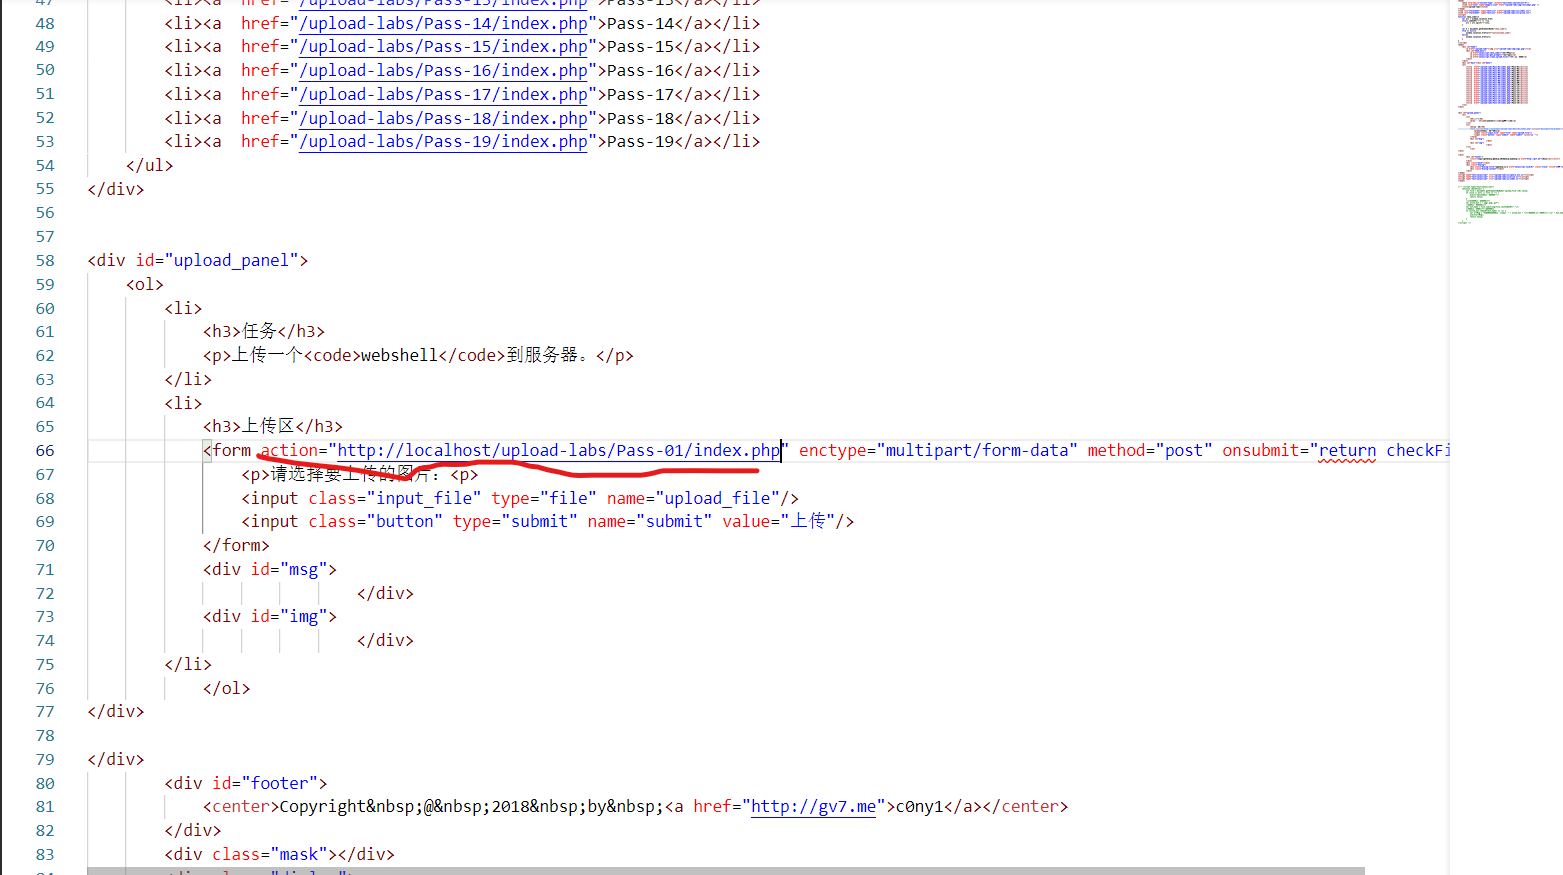 47 <li><a  href="/upload-labs/Pass-13/index.php">Pass-13</a></li>
48 <li><a  href="/upload-labs/Pass-14/index.php">Pass-14</a></li>
49 <li><a  href="/upload-labs/Pass-15/index.php">Pass-15</a></li>
50 <li><a  href="/upload-labs/Pass-16/index.php">Pass-16</a></li>
51 <li><a  href="/upload-labs/Pass-17/index.php">Pass-17</a></li>
52 <li><a  href="/upload-labs/Pass-18/index.php">Pass-18</a></li>
53 <li><a  href="/upload-labs/Pass-19/index.php">Pass-19</a></li>
54 </ul>
55 </div>
56
57
58 <div id="upload_panel">
59 <ol>
60 <li>
61 <h3>任务</h3>
62 <p>上传一个<code>webshell</code>到服务器。</p>
63 </li>
64 <li>
65 <h3>上传区</h3>
66 <form action="http://localhost/upload-labs/Pass-01/index.php" enctype="multipart/form-data" method="post" onsubmit="return checkFi
67 <p>请选择要上传的图片：<p>
68 <input class="input_file" type="file" name="upload_file"/>
69 <input class="button" type="submit" name="submit" value="上传"/>
70 </form>
71 <div id="msg">
72 </div>
73 <div id="img">
74 </div>
75 </li>
76 </ol>
77 </div>
78
79 </div>
80 <div id="footer">
81 <center>Copyright&nbsp;@&nbsp;2018&nbsp;by&nbsp;<a href="http://gv7.me">c0ny1</a></center>
82 </div>
83 <div class="mask"></div>